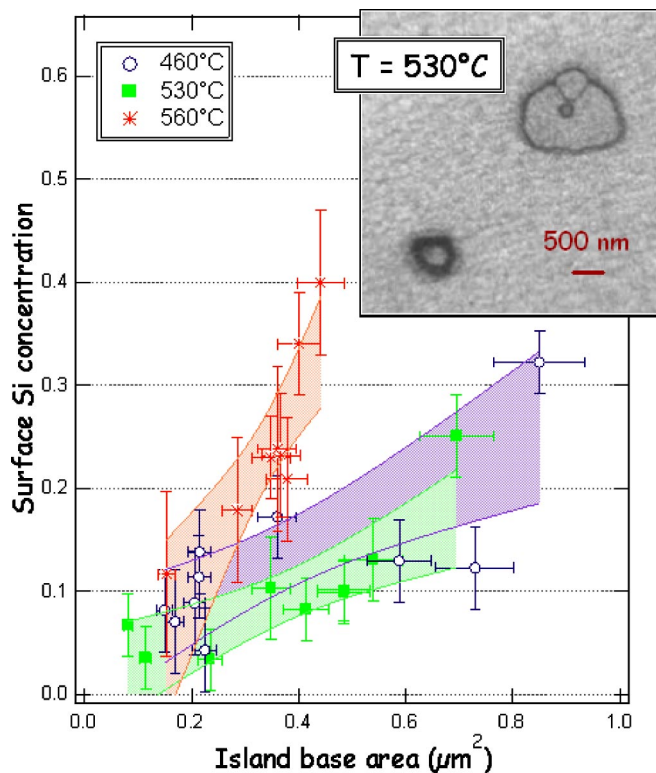 460°C
530°C
560°C
T = 530°C
500 nm
Surface Si concentration
0.6
0.5
0.4
0.3
0.2
0.1
0.0
0.0 0.2 0.4 0.6 0.8 1.0
Island base area (µm²)